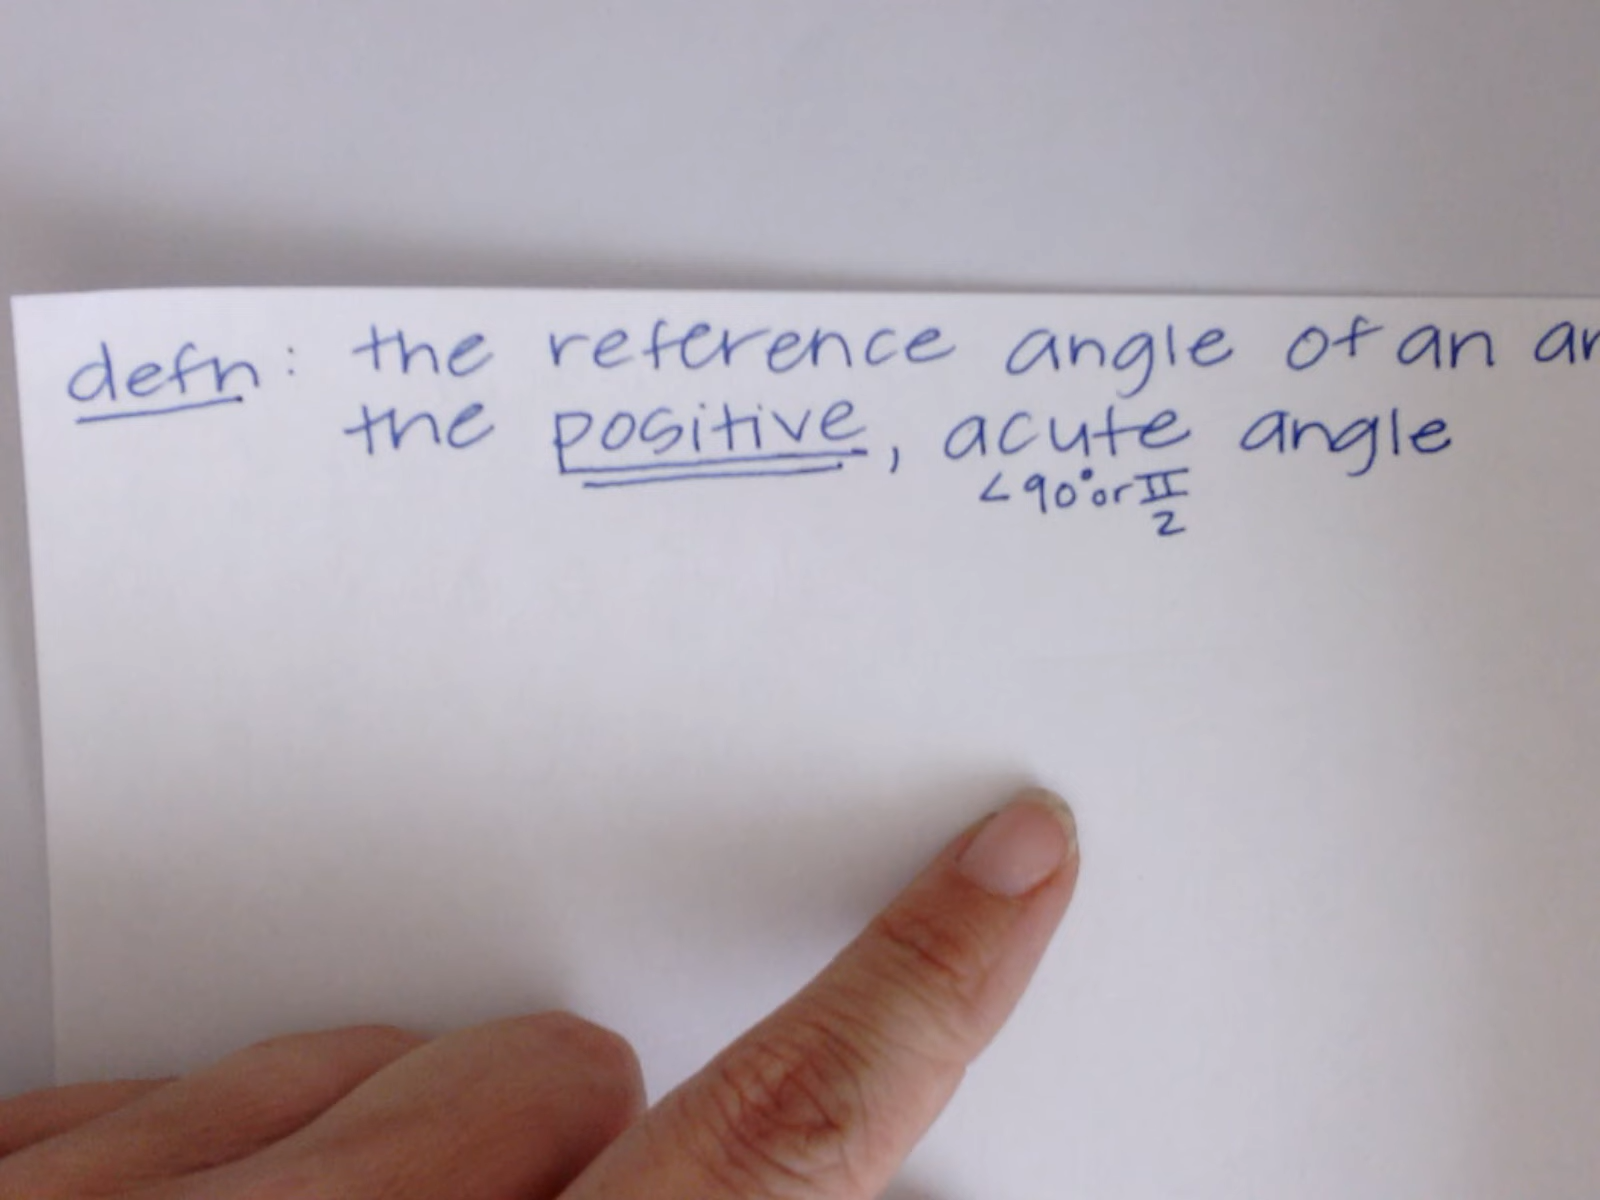 defn: the reference angle of an
the positive, acute angle
<90° or π/2